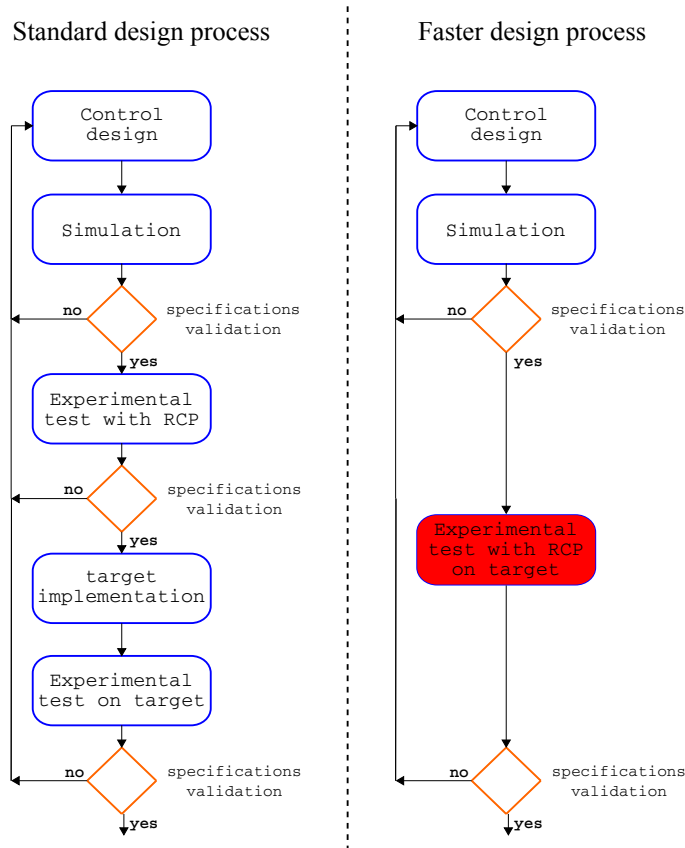 Standard design process
Control
design
Simulation
no
specifications
validation
yes
Experimental
test with RCP
no
specifications
validation
yes
target
implementation
Experimental
test on target
no
specifications
validation
yes
Faster design process
Control
design
Simulation
no
specifications
validation
yes
Experimental
test with RCP
on target
no
specifications
validation
yes